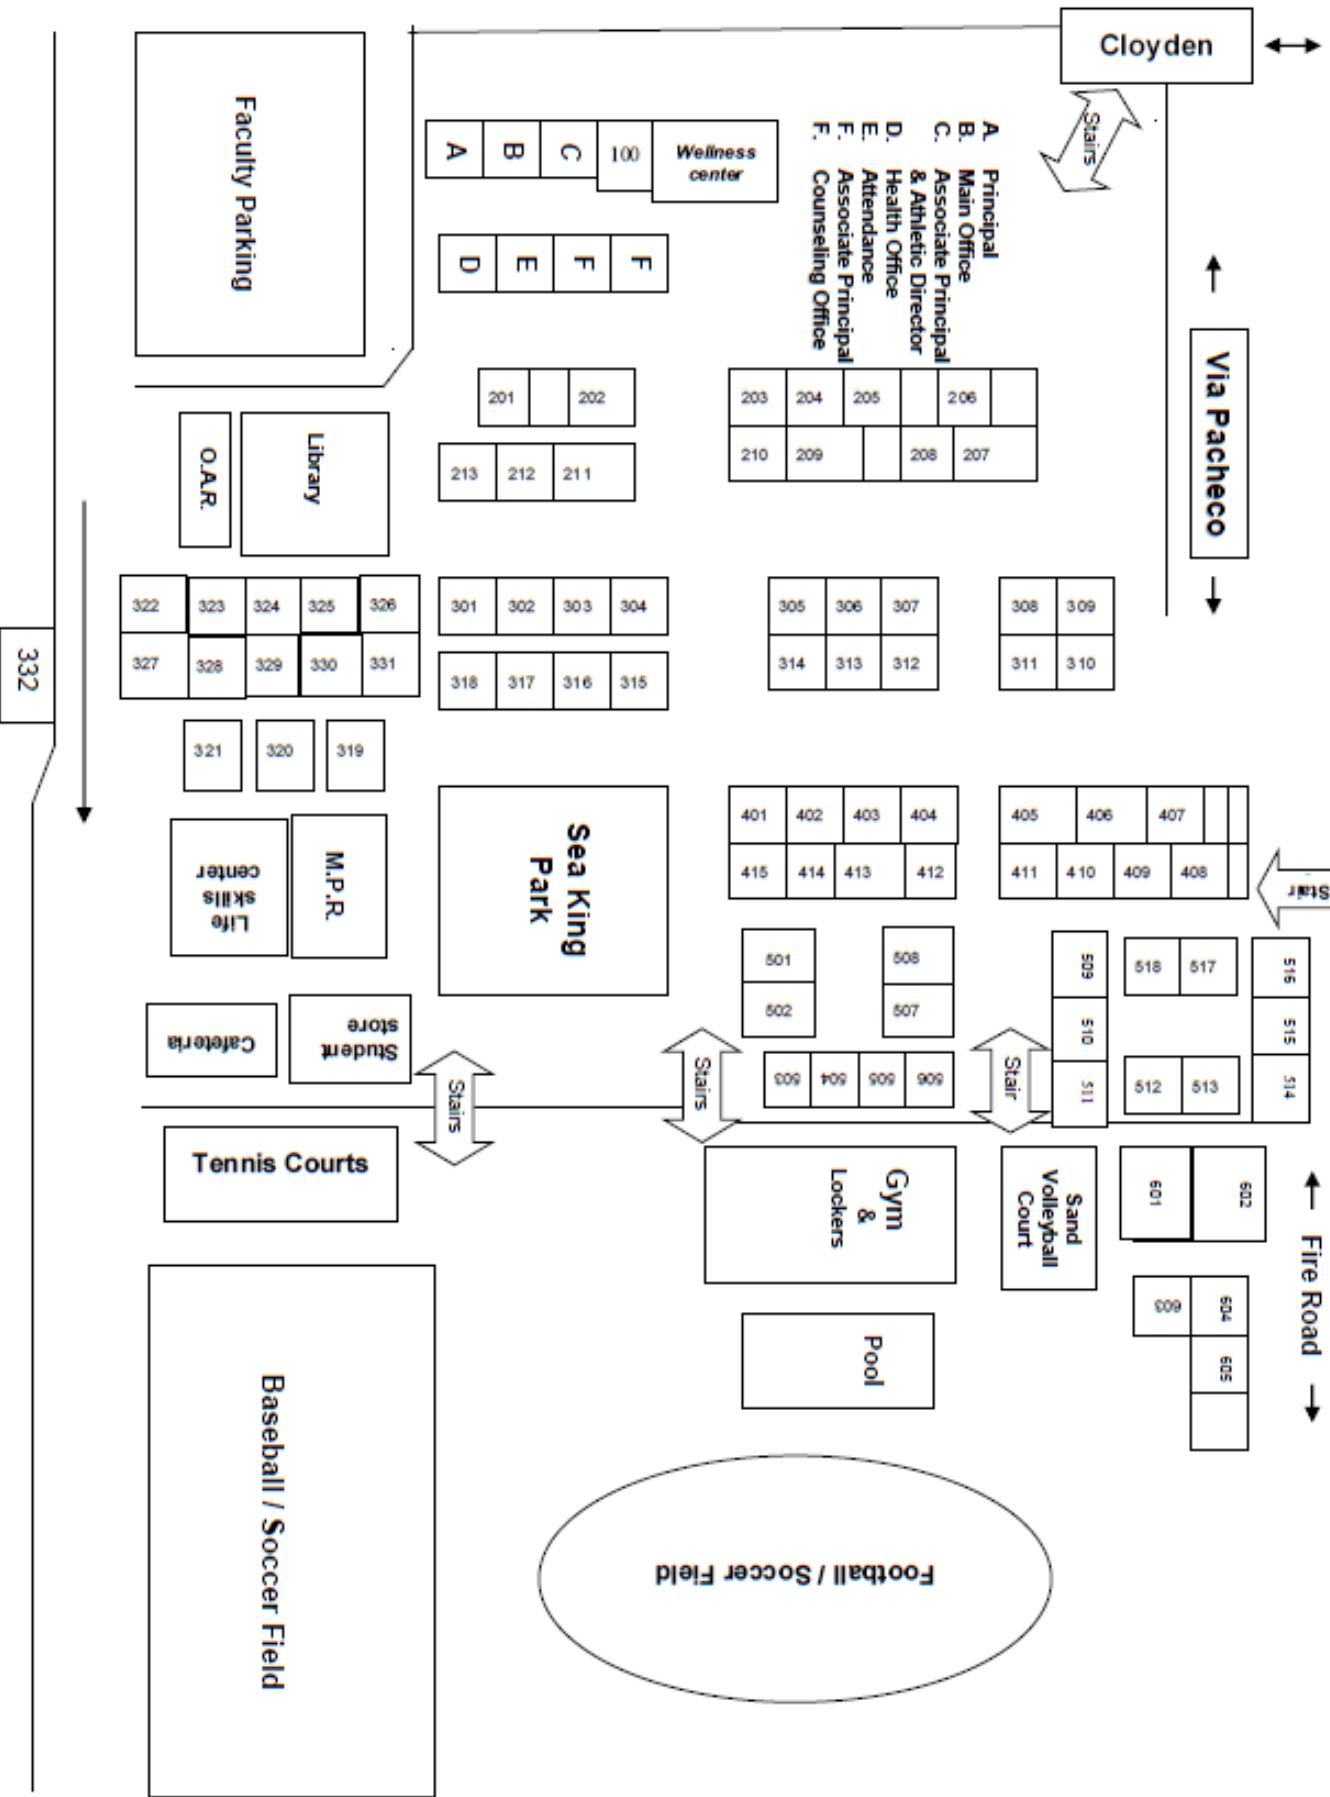 Cloyden
Stairs
Faculty Parking
A
B
C
100
Wellness
center
A. Principal
B. Main Office
C. Associate Principal
& Athletic Director
D. Health Office
E. Attendance
F. Associate Principal
F. Counseling Office
D
E
F
F
Via Pacheco
201
202
203
204
205
206
213
212
211
210
209
208
207
O.A.R.
Library
322
323
324
325
326
301
302
303
304
305
306
307
308
309
327
328
329
330
331
318
317
316
315
314
313
312
311
310
332
321
320
319
Sea King
Park
401
402
403
404
405
406
407
415
414
413
412
411
410
409
408
Stair
Life
skills
center
M.P.R.
501
508
509
518
517
516
502
507
510
515
Cafeteria
Student
store
503
504
505
506
511
512
513
514
Stairs
Stairs
Stair
Tennis Courts
Gym
&
Lockers
Sand
Volleyball
Court
601
602
Fire Road
603
604
605
Pool
Baseball / Soccer Field
Football / Soccer Field